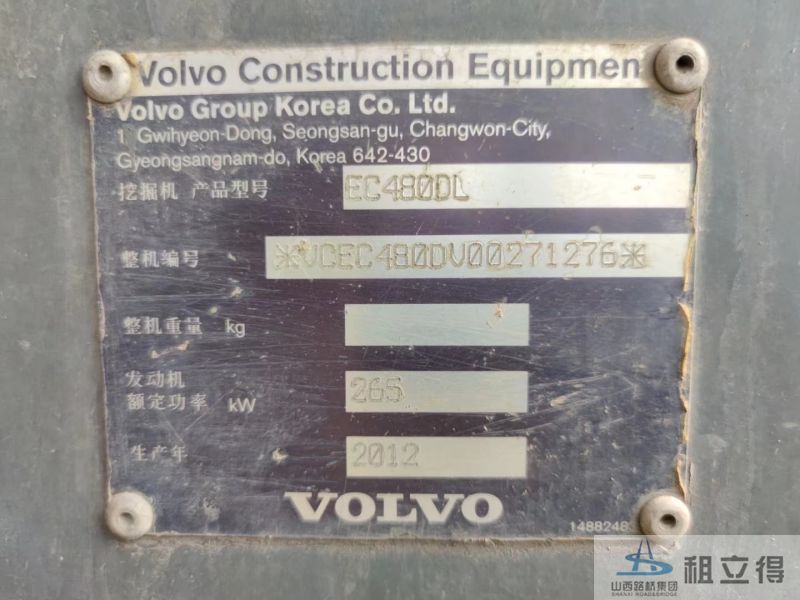 Volvo Construction Equipmen
Volvo Group Korea Co. Ltd.
1 Gwihyeon-Dong, Seongsan-gu, Changwon-City,
Gyeongsangnam-do, Korea 642-430
挖掘机 产品型号 EC480DL
整机编号 *VCEC480DV00271276*
整机重量 kg
发动机
额定功率 kW 265
生产年 2012
VOLVO
1488248
山西路桥集团
SHANXI ROAD&BRIDGE
租立得